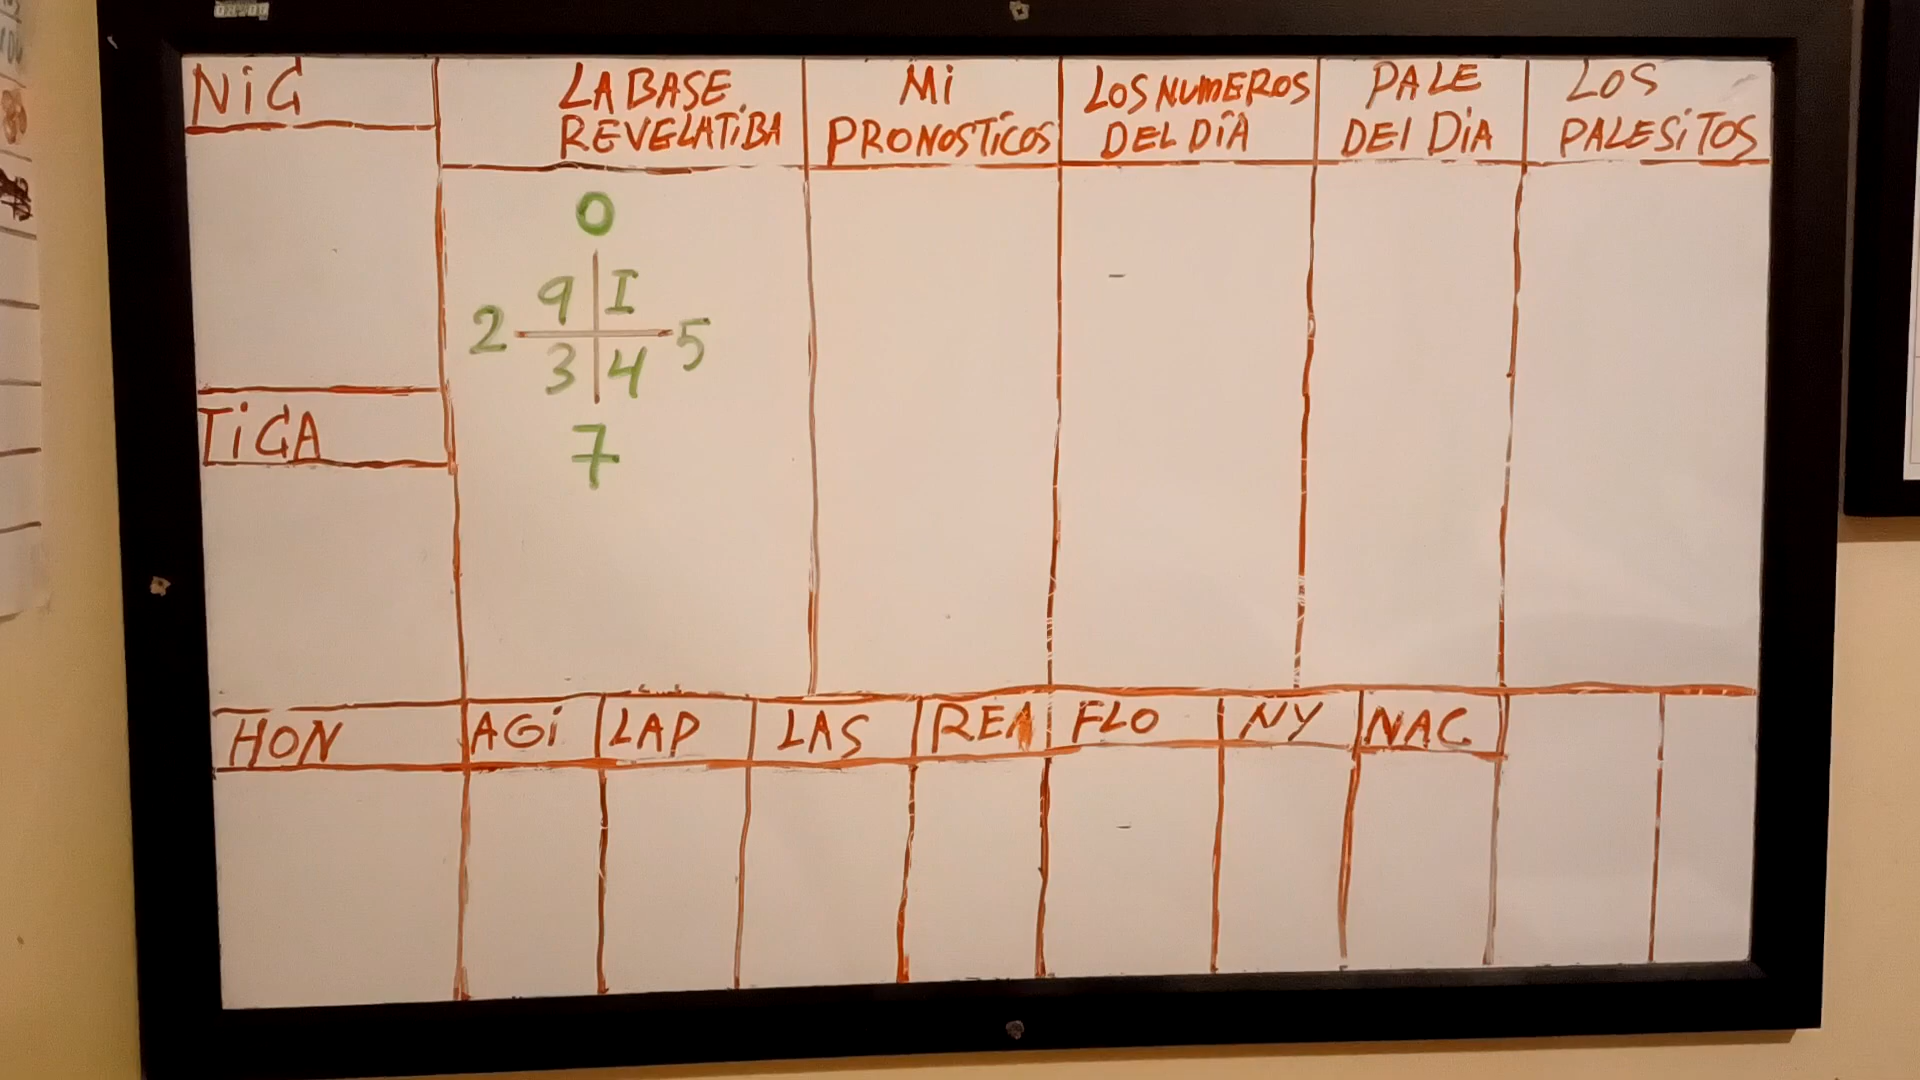 NiG
LA BASE
REVELATiBA
Mi
PRONOSTiCOS
LOS NUMEROS
DEL DiA
PALE
DEl DiA
LOS
PALESiTOS
0
9 I
2 5
3 4
7
TiGA
HON
AGi
LAP
LAS
REA
FLO
NY
NAC